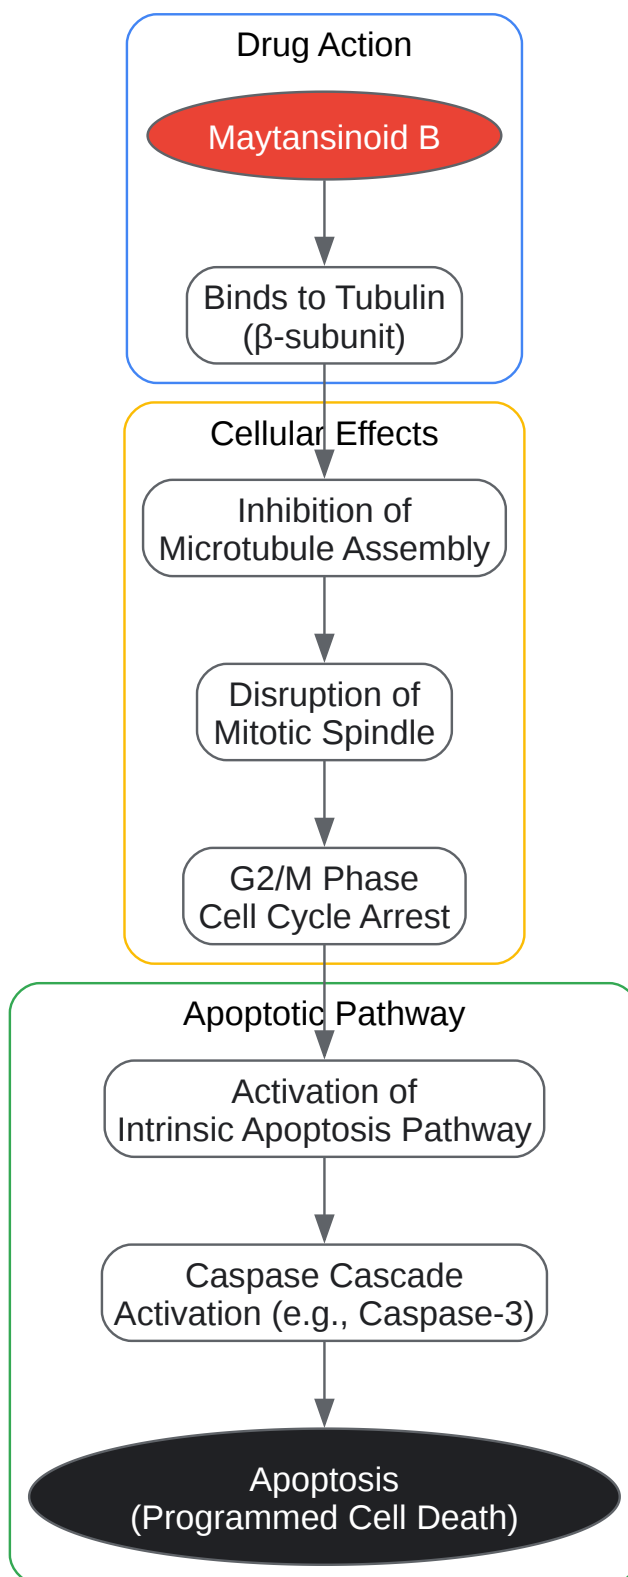 Drug Action
Maytansinoid B
Binds to Tubulin
(β-subunit)
Cellular Effects
Inhibition of
Microtubule Assembly
Disruption of
Mitotic Spindle
G2/M Phase
Cell Cycle Arrest
Apoptotic Pathway
Activation of
Intrinsic Apoptosis Pathway
Caspase Cascade
Activation (e.g., Caspase-3)
Apoptosis
(Programmed Cell Death)